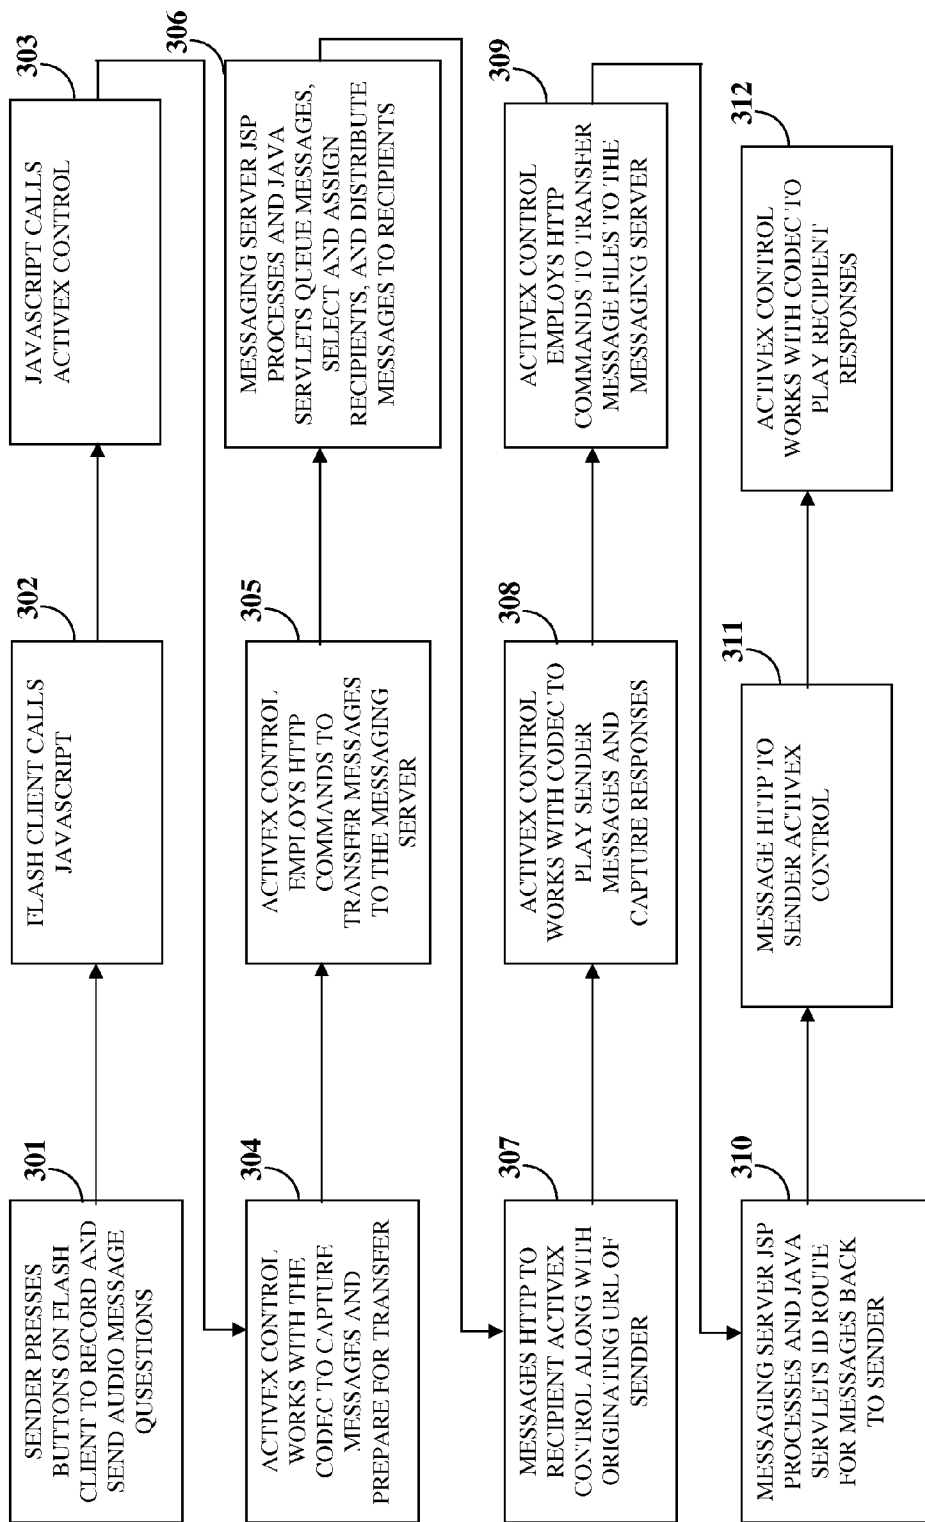 301
SENDER PRESSES
BUTTONS ON FLASH
CLIENT TO RECORD AND
SEND AUDIO MESSAGE
QUSESTIONS
302
FLASH CLIENT CALLS
JAVASCRIPT
303
JAVASCRIPT CALLS
ACTIVEX CONTROL
304
ACTIVEX CONTROL
WORKS WITH THE
CODEC TO CAPTURE
MESSAGES AND
PREPARE FOR TRANSFER
305
ACTIVEX CONTROL
EMPLOYS HTTP
COMMANDS TO
TRANSFER MESSAGES
TO THE MESSAGING
SERVER
306
MESSAGING SERVER JSP
PROCESSES AND JAVA
SERVLETS QUEUE MESSAGES,
SELECT AND ASSIGN
RECIPIENTS, AND DISTRIBUTE
MESSAGES TO RECIPIENTS
307
MESSAGES HTTP TO
RECIPIENT ACTIVEX
CONTROL ALONG WITH
ORIGINATING URL OF
SENDER
308
ACTIVEX CONTROL
WORKS WITH CODEC TO
PLAY SENDER
MESSAGES AND
CAPTURE RESPONSES
309
ACTIVEX CONTROL
EMPLOYS HTTP
COMMANDS TO TRANSFER
MESSAGE FILES TO THE
MESSAGING SERVER
310
MESSAGING SERVER JSP
PROCESSES AND JAVA
SERVLETS ID ROUTE
FOR MESSAGES BACK
TO SENDER
311
MESSAGE HTTP TO
SENDER ACTIVEX
CONTROL
312
ACTIVEX CONTROL
WORKS WITH CODEC TO
PLAY RECIPIENT
RESPONSES